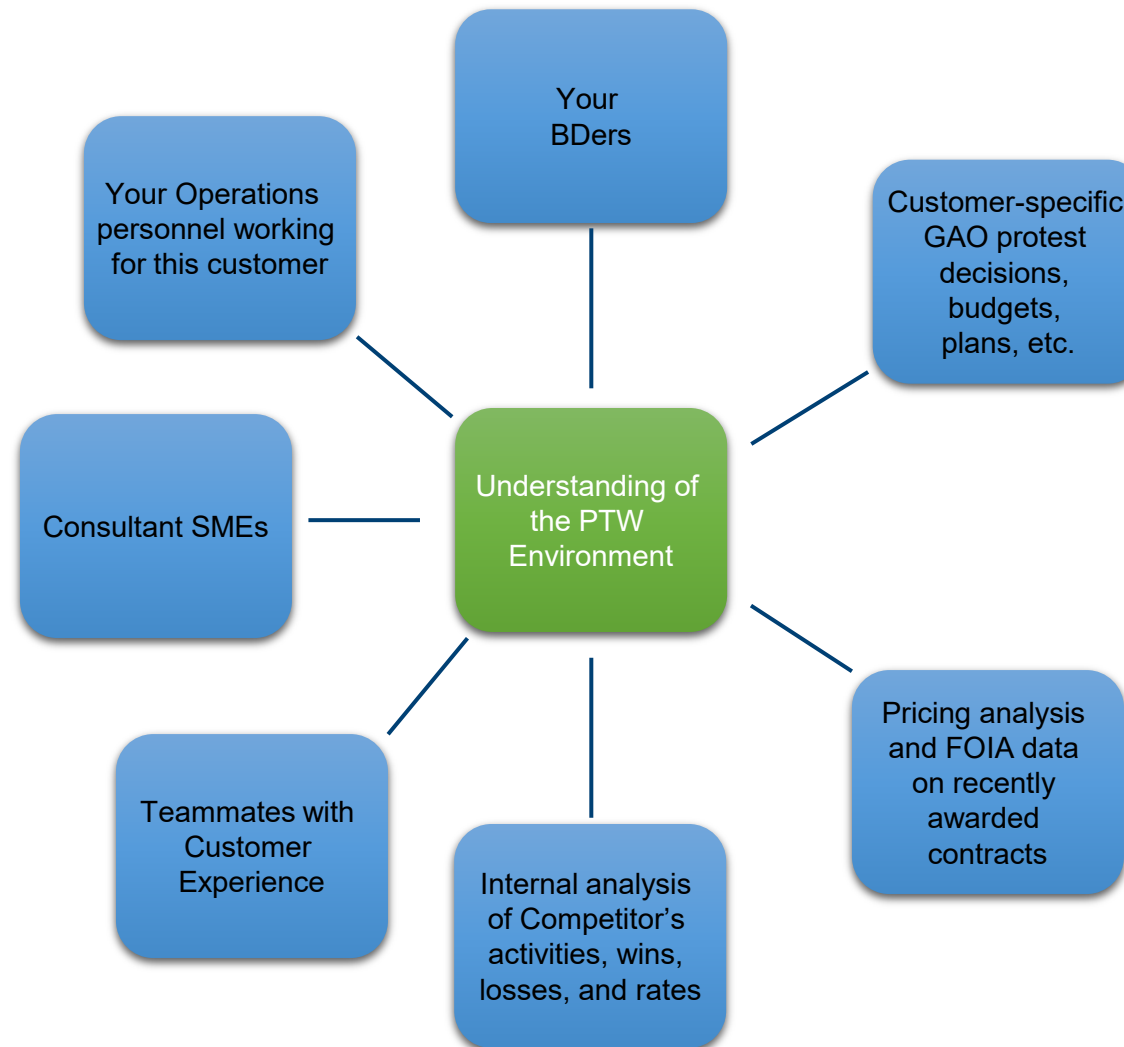 Your
BDers
Your Operations
personnel working
for this customer
Customer-specific
GAO protest
decisions,
budgets,
plans, etc.
Consultant SMEs
Understanding of
the PTW
Environment
Teammates with
Customer
Experience
Internal analysis
of Competitor’s
activities, wins,
losses, and rates
Pricing analysis
and FOIA data
on recently
awarded
contracts